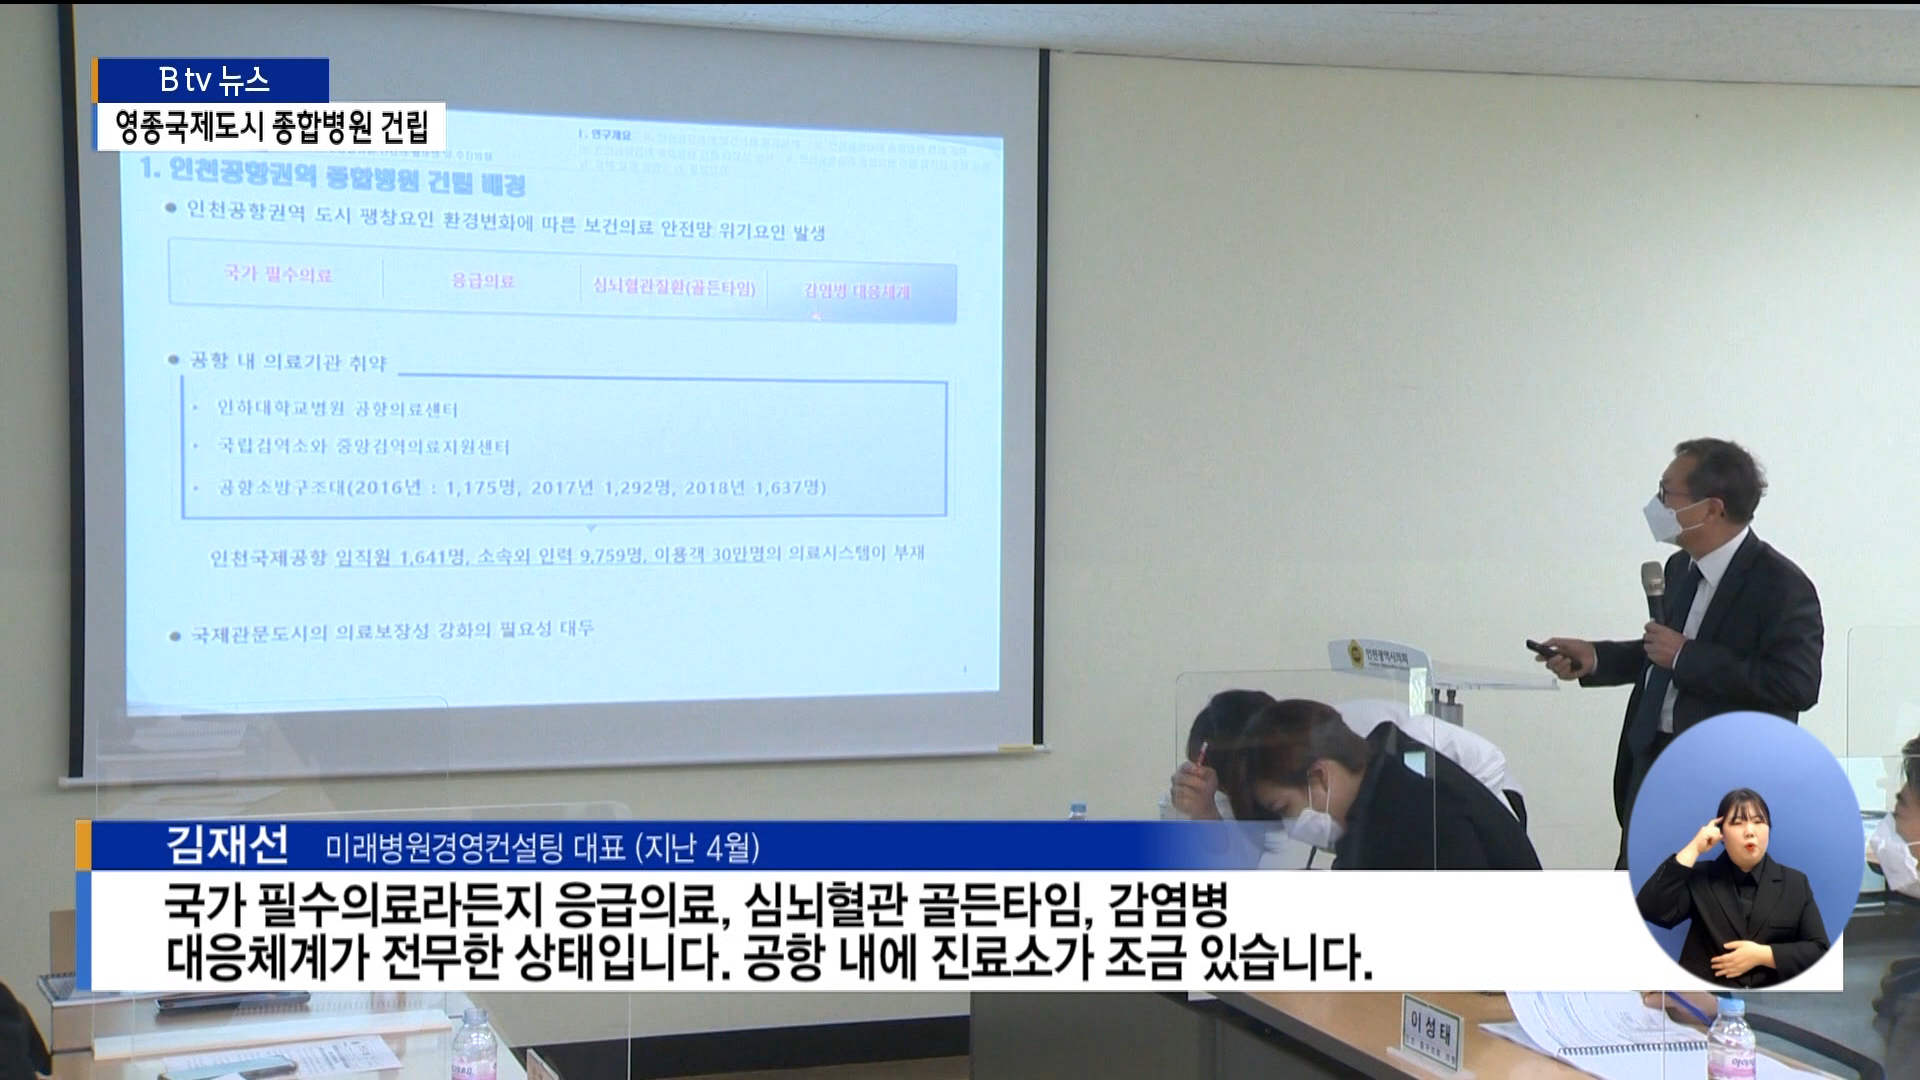 B tv 뉴스
영종국제도시 종합병원 건립
Ⅰ. 연구개요
1. 인천공항권역 종합병원 건립 배경
● 인천공항권역 도시 팽창요인 환경변화에 따른 보건의료 안전망 위기요인 발생
국가 필수의료 응급의료 심뇌혈관질환(골든타임) 감염병 대응체계
● 공항 내 의료기관 취약
• 인하대학교병원 공항의료센터
• 국립검역소와 중앙검역의료지원센터
• 공항소방구조대(2016년 : 1,175명, 2017년 1,292명, 2018년 1,637명)
인천국제공항 임직원 1,641명, 소속외 인력 9,759명, 이용객 30만명의 의료시스템이 부재
● 국제관문도시의 의료보장성 강화의 필요성 대두
인천광역시의회
김재선 미래병원경영컨설팅 대표 (지난 4월)
국가 필수의료라든지 응급의료, 심뇌혈관 골든타임, 감염병
대응체계가 전무한 상태입니다. 공항 내에 진료소가 조금 있습니다.
이성태